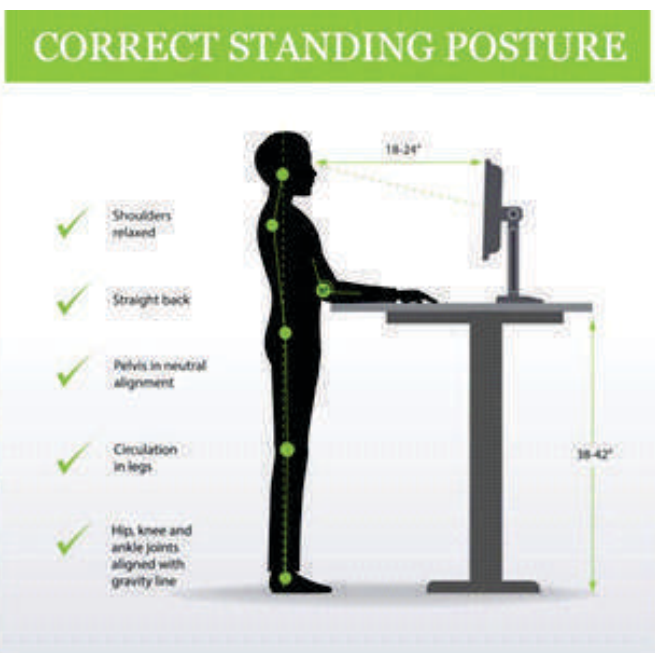 CORRECT STANDING POSTURE
18-24"
Shoulders
relaxed
Straight back
Pelvis in neutral
alignment
Circulation
in legs
38-42"
Hip, knee and
ankle joints
aligned with
gravity line